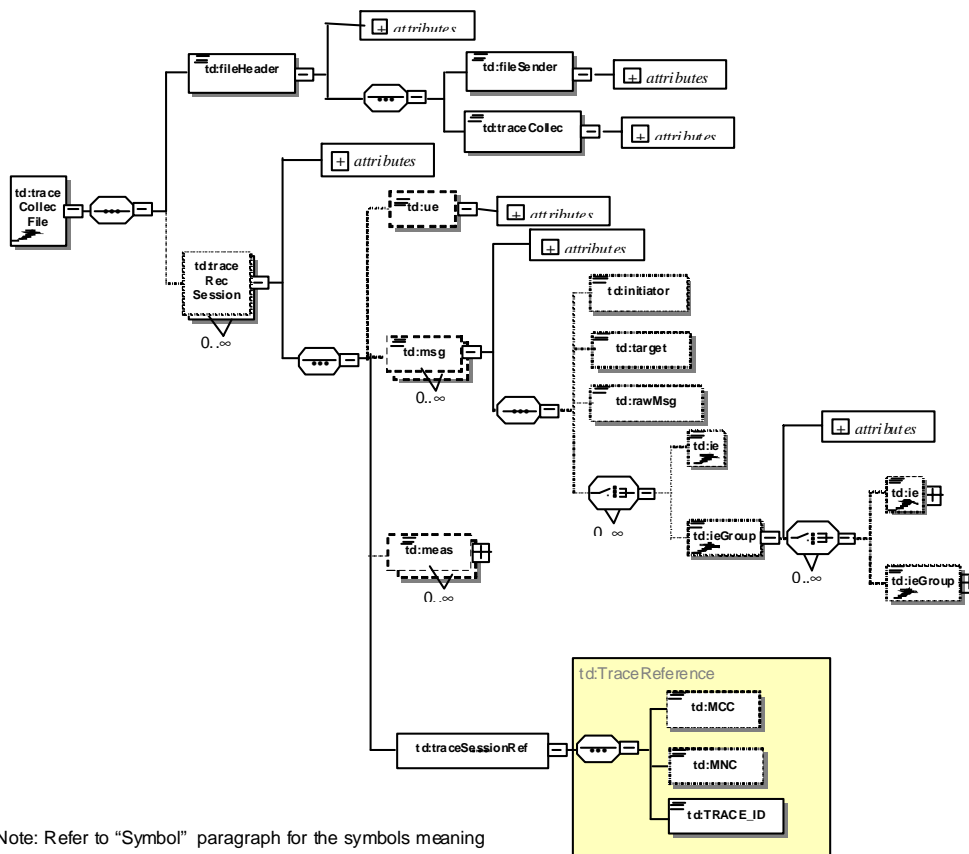 attributes
td:fileHeader
td:fileSender
attributes
td:traceCollec
attributes
attributes
td:trace
Collec
File
td:ue
attributes
attributes
td:trace
Rec
Session
0..∞
td:initiator
td:msg
0..∞
td:target
td:rawMsg
attributes
td:ie
td:ie
0 ∞
td:ieGroup
0..∞
td:meas
0..∞
td:ieGroup
td:TraceReference
td:MCC
td:traceSessionRef
td:MNC
td:TRACE_ID
Note: Refer to “Symbol” paragraph for the symbols meaning